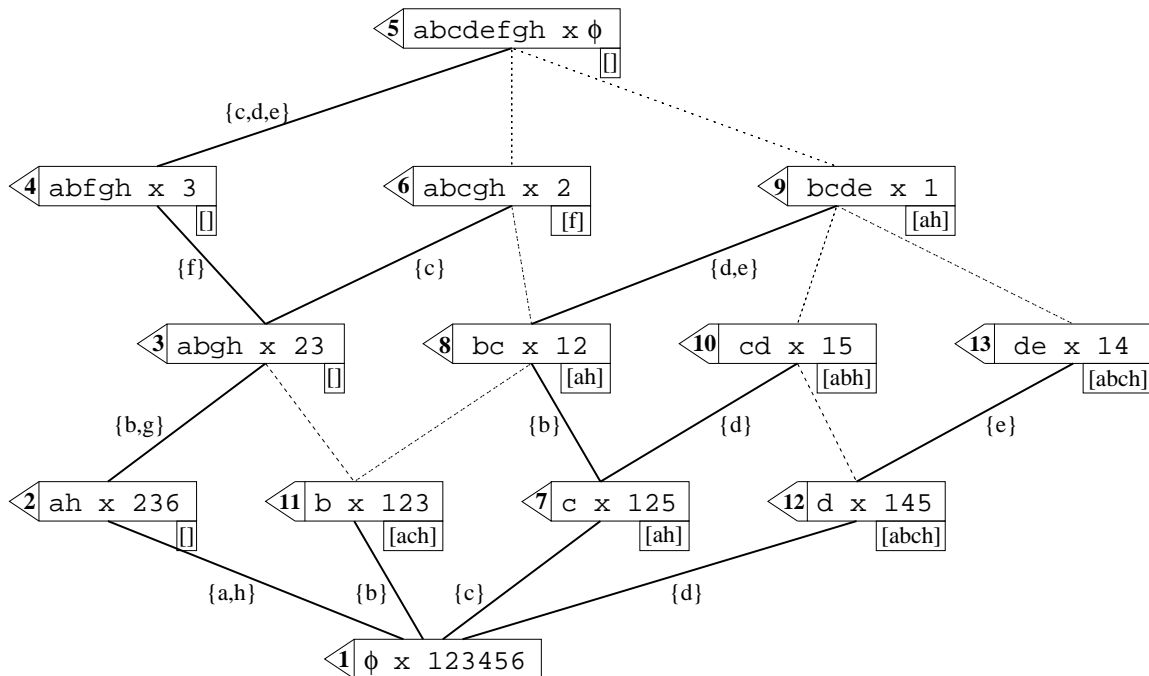 5 abcdefgh x ϕ
[]
{c,d,e}
4 abfgh x 3
[]
6 abcgh x 2
[f]
9 bcde x 1
[ah]
{f}
{c}
{d,e}
3 abgh x 23
[]
8 bc x 12
[ah]
10 cd x 15
[abh]
13 de x 14
[abch]
{b,g}
{b}
{d}
{e}
2 ah x 236
[]
11 b x 123
[ach]
7 c x 125
[ah]
12 d x 145
[abch]
{a,h}
{b}
{c}
{d}
1 ϕ x 123456